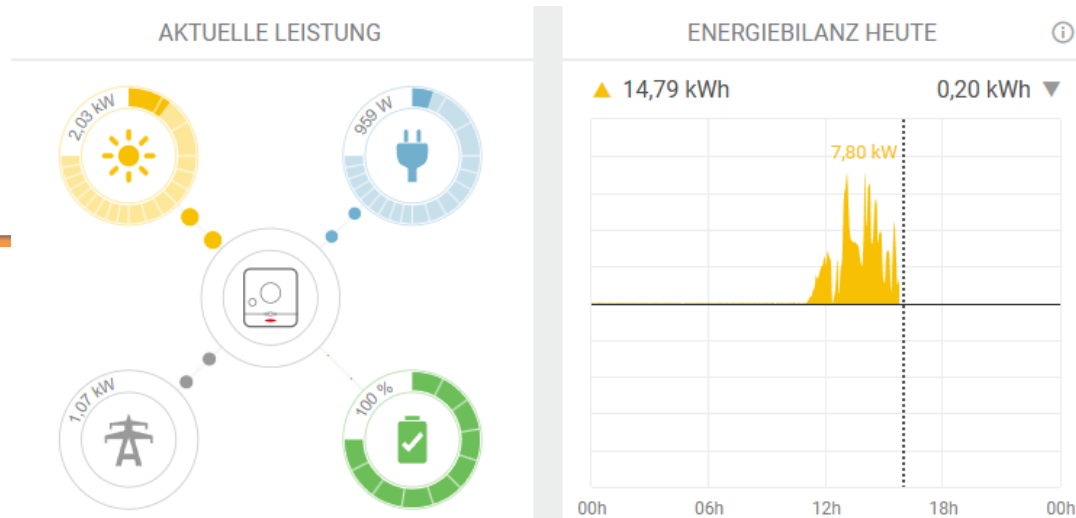 AKTUELLE LEISTUNG
2,03 kW
959 W
1,07 kW
100 %
ENERGIEBILANZ HEUTE
14,79 kWh
0,20 kWh
7,80 kW
00h 06h 12h 18h 00h